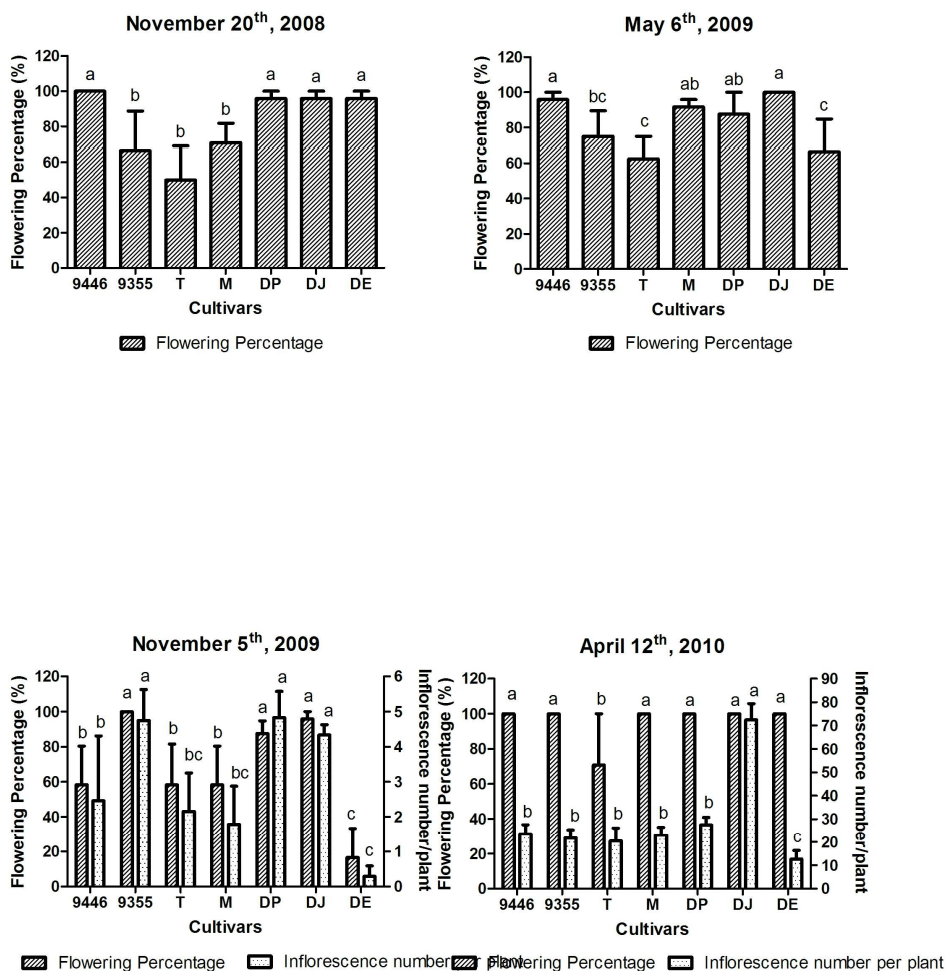 November 20th, 2008
Flowering Percentage (%)
120
100
80
60
40
20
0
a b b b a a a
9446 9355 T M DP DJ DE
Cultivars
Flowering Percentage
May 6th, 2009
Flowering Percentage (%)
120
100
80
60
40
20
0
a bc c ab ab a c
9446 9355 T M DP DJ DE
Cultivars
Flowering Percentage
November 5th, 2009
Flowering Percentage (%)
120
100
80
60
40
20
0
b b a a b bc b bc a a a a c c
6
5
4
3
2
1
0
Inflorescence number/plant
9446 9355 T M DP DJ DE
Cultivars
Flowering Percentage Inflorescence number per plant
April 12th, 2010
Flowering Percentage (%)
120
100
80
60
40
20
0
a b a b b b a b a b a a a c
90
80
70
60
50
40
30
20
10
0
Inflorescence number/plant
9446 9355 T M DP DJ DE
Cultivars
Flowering Percentage Inflorescence number per plant